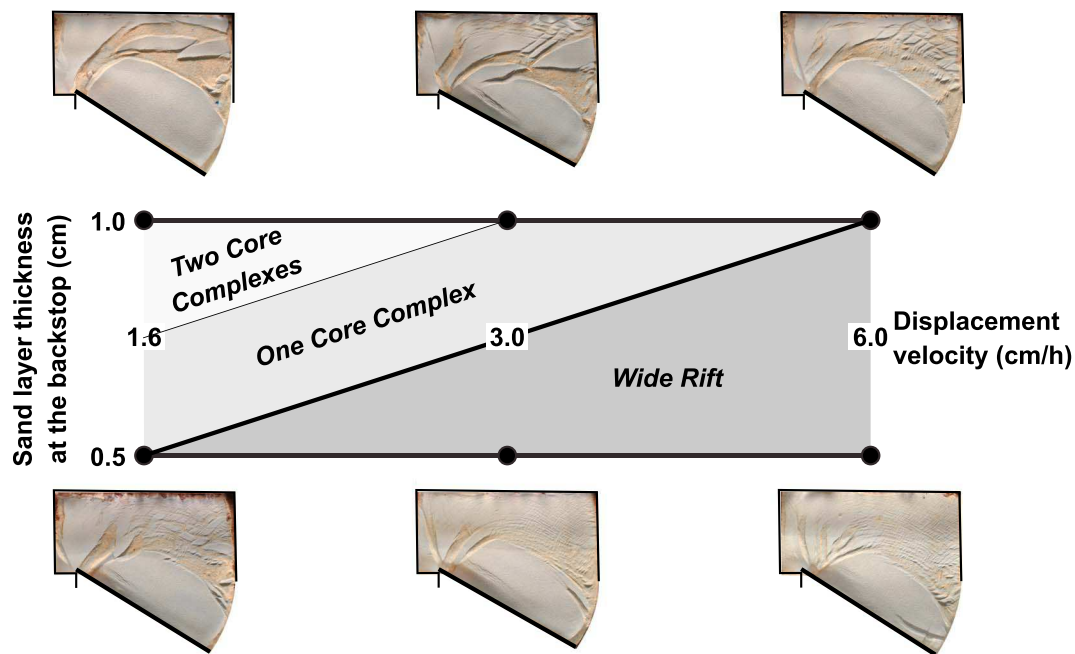 Sand layer thickness
at the backstop (cm)
1.0
Two Core
Complexes
One Core Complex
1.6
3.0
6.0
Displacement
velocity (cm/h)
Wide Rift
0.5